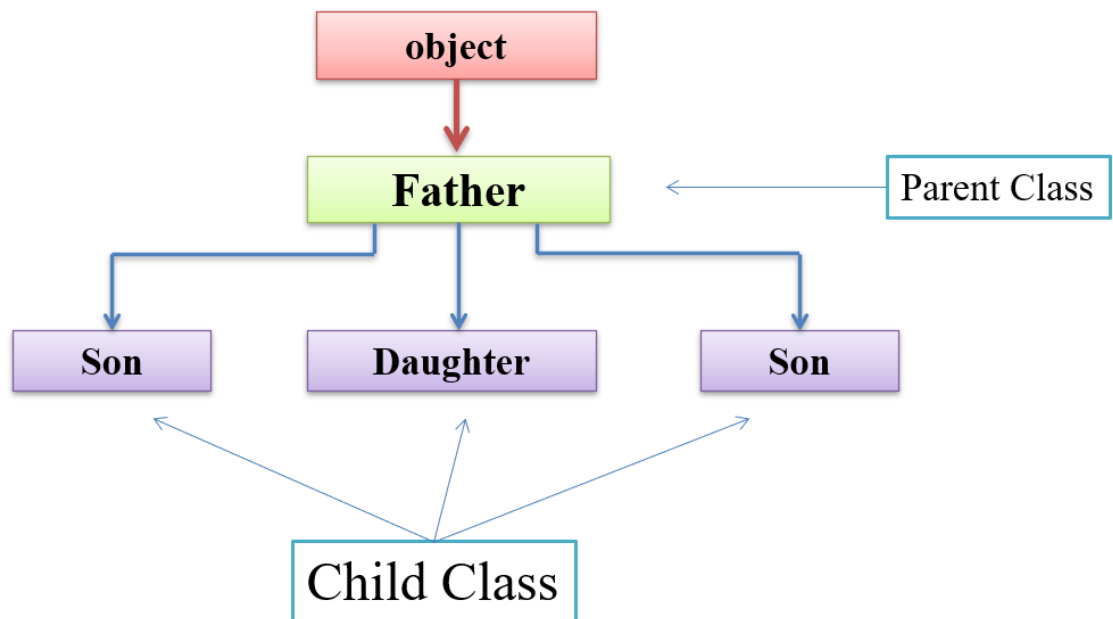 object
Father
Parent Class
Son
Daughter
Son
Child Class